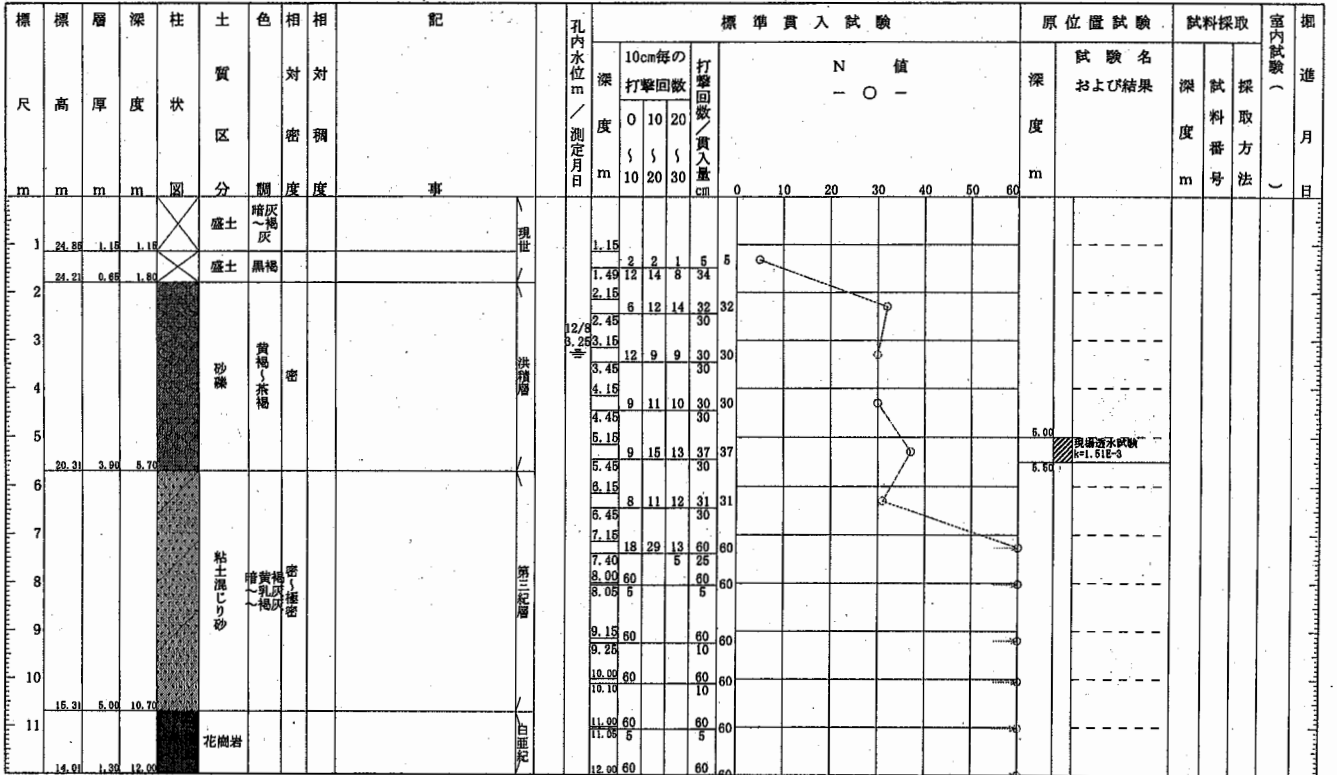 標尺 m
標高 m
層厚 m
深度 m
柱状図
土質区分
色調
相対密度
相対稠度
記事
孔内水位m/測定月日
標準貫入試験
深度 m
10cm毎の打撃回数
0〜10
10〜20
20〜30
打撃回数/貫入量 cm
N 値
- ○ -
0 10 20 30 40 50 60
原位置試験
深度 m
試験名および結果
試料採取
深度 m
試料番号
採取方法
室内試験( )
掘進月日
1 2 3 4 5 6 7 8 9 10 11
24.86 1.15 1.15 盛土 暗灰〜褐灰 現世
24.21 0.65 1.80 盛土 黒褐
20.31 3.90 5.70 砂礫 黄褐〜茶褐 密 洪積層
15.31 5.00 10.70 粘土混じり砂 密〜極密 第三紀層
14.01 1.30 12.00 花崗岩 白亜紀
12/8
3.25
1.15 2 2 1 5 5
1.49 12 14 8 34
2.15 6 12 14 32 32
2.45 30
3.15 12 9 9 30 30
3.45 30
4.15 9 11 10 30 30
4.45 30
5.15 9 15 13 37 37
5.45 30
6.15 8 11 12 31 31
6.45 30
7.15 18 29 13 60 60
7.40 5 25
8.00 60 60 60
8.05 5 5
9.15 60 60 60
9.25 10
10.00 60 60 60
10.10 10
11.00 60 60 60
11.05 5 5
12.00 60 60 60
5.00
現場透水試験
k=1.51E-3
5.50